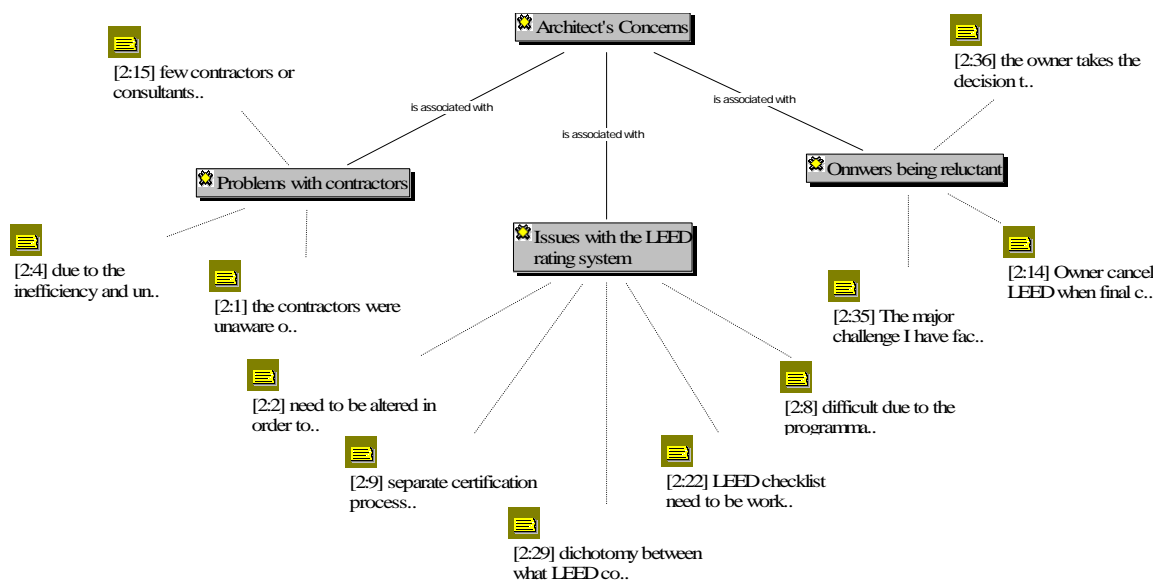 Architect's Concerns
[2:15] few contractors or
consultants..
[2:36] the owner takes the
decision t..
is associated with
is associated with
is associated with
Problems with contractors
Onnwers being reluctant
Issues with the LEED
rating system
[2:4] due to the
inefficiency and un..
[2:1] the contractors were
unaware o..
[2:14] Owner cancel
LEED when final c..
[2:35] The major
challenge I have fac..
[2:2] need to be altered in
order to..
[2:8] difficult due to the
programma..
[2:9] separate certification
process..
[2:22] LEED checklist
need to be work..
[2:29] dichotomy between
what LEED co..